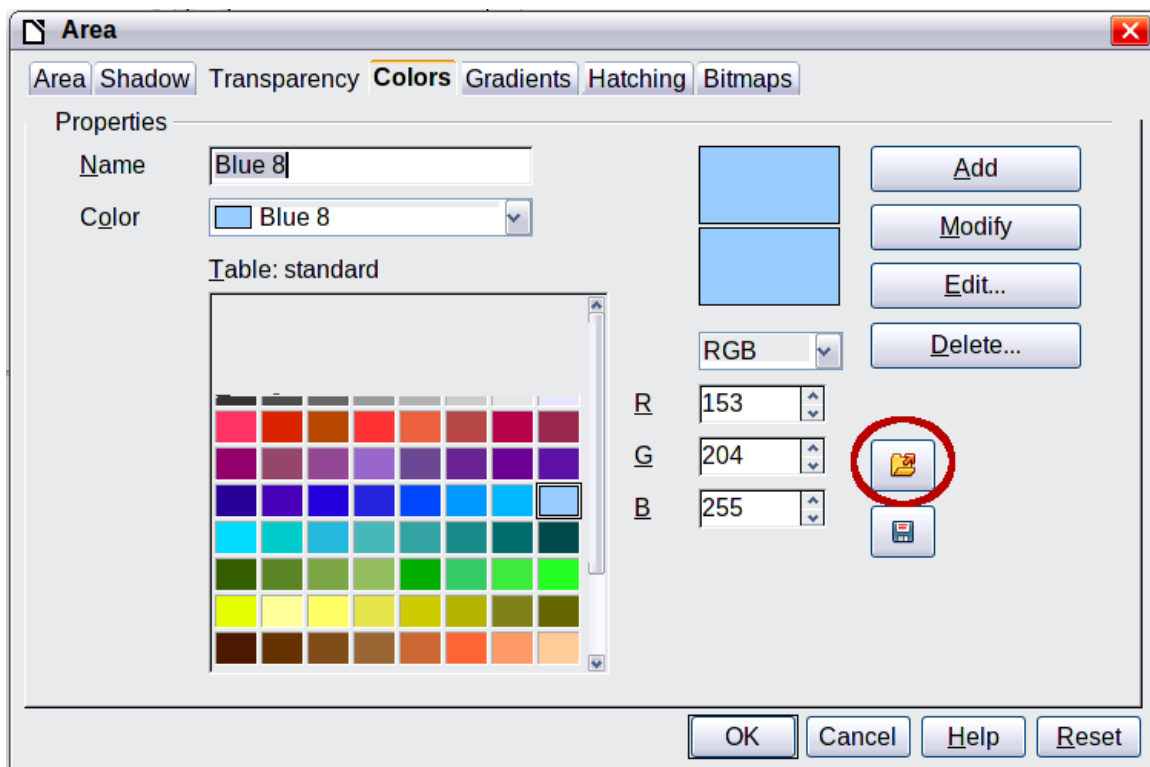 Area
Area Shadow Transparency Colors Gradients Hatching Bitmaps
Properties
Name Blue 8 Add
Color Blue 8 Modify
Table: standard Edit...
RGB Delete...
R 153
G 204
B 255
OK Cancel Help Reset